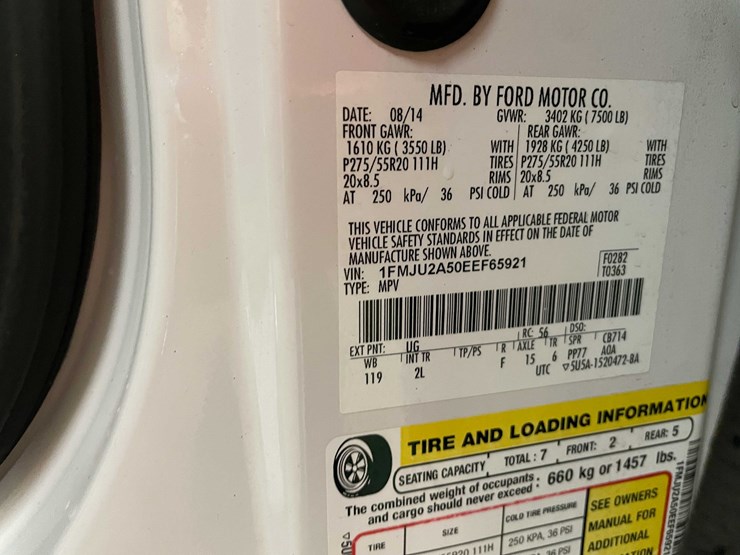 MFD. BY FORD MOTOR CO.
DATE: 08/14 GVWR: 3402 KG ( 7500 LB)
FRONT GAWR: REAR GAWR:
1610 KG ( 3550 LB) WITH 1928 KG ( 4250 LB) WITH
P275/55R20 111H TIRES P275/55R20 111H TIRES
20x8.5 RIMS 20x8.5 RIMS
AT 250 kPa/ 36 PSI COLD AT 250 kPa/ 36 PSI COLD
THIS VEHICLE CONFORMS TO ALL APPLICABLE FEDERAL MOTOR
VEHICLE SAFETY STANDARDS IN EFFECT ON THE DATE OF
MANUFACTURE SHOWN ABOVE.
VIN: 1FMJU2A50EEF65921 F0282
TYPE: MPV T0363
EXT PNT: UG RC: 56 DSO:
WB INT TR TP/PS R AXLE TR SPR CB714
119 2L F 15 6 PP77 AOA
UTC ▽SUSA-1520472-BA
TIRE AND LOADING INFORMATION
SEATING CAPACITY TOTAL : 7 FRONT: 2 REAR: 5
The combined weight of occupants and cargo should never exceed : 660 kg or 1457 lbs.
TIRE SIZE COLD TIRE PRESSURE SEE OWNERS
MANUAL FOR
ADDITIONAL
111H 250 KPA, 36 PSI